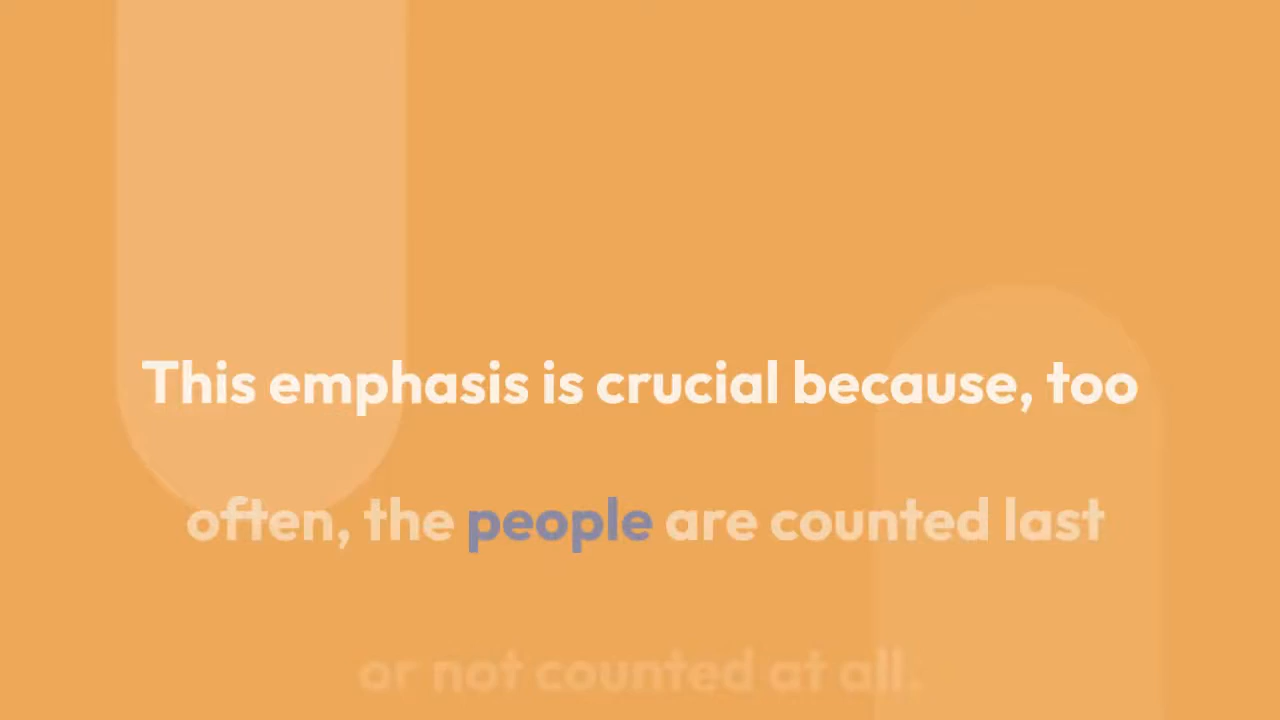 This emphasis is crucial because, too
often, the people are counted last
or not counted at all.